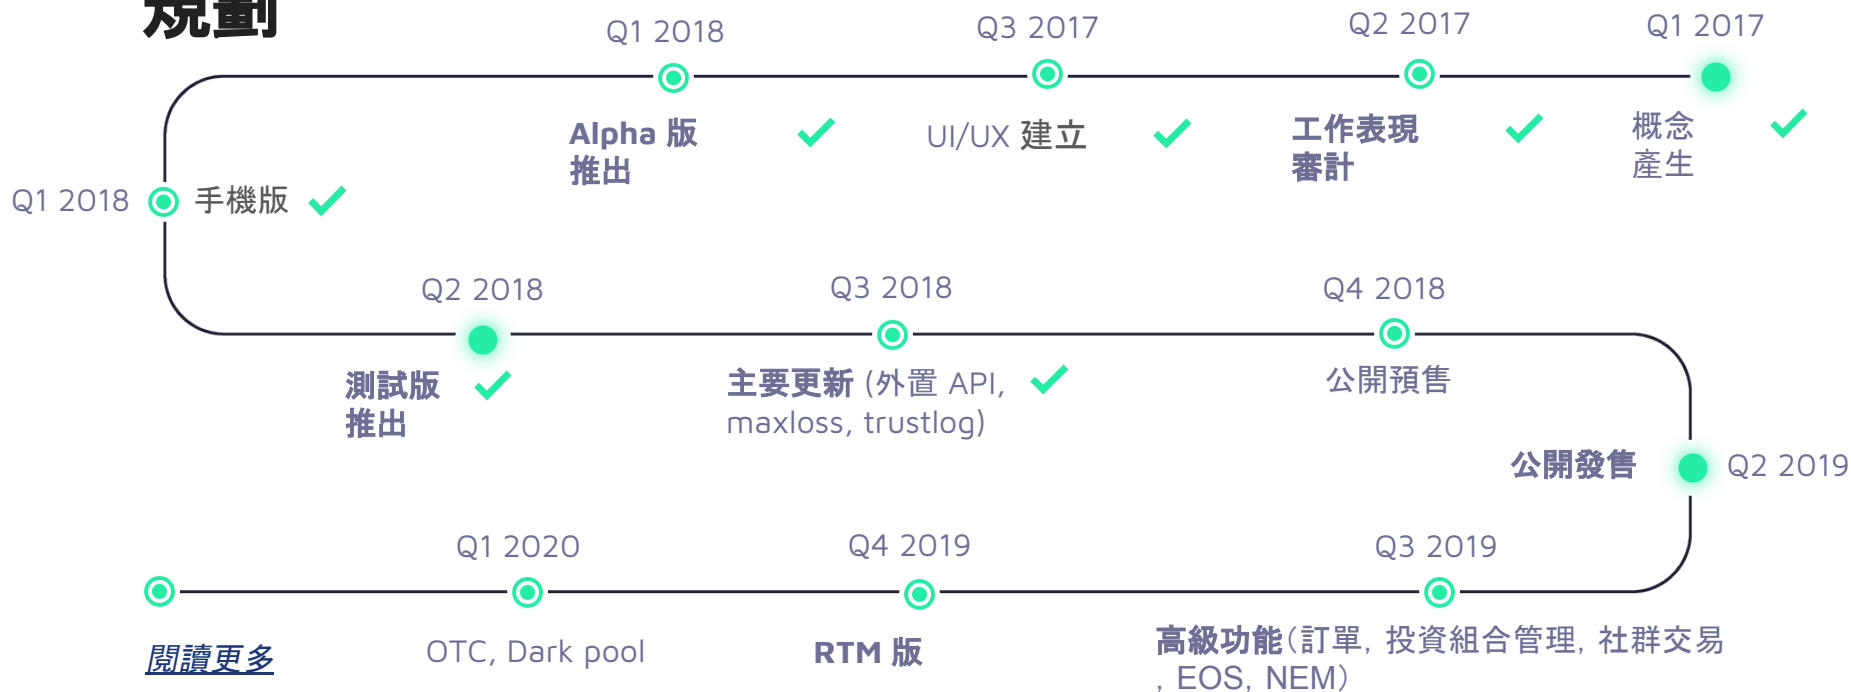 規劃
Q1 2018
Q3 2017
Q2 2017
Q1 2017
Alpha 版
推出
UI/UX 建立
工作表現
審計
概念
產生
Q1 2018
手機版
Q2 2018
Q3 2018
Q4 2018
測試版
推出
主要更新 (外置 API,
maxloss, trustlog)
公開預售
公開發售
Q2 2019
Q1 2020
Q4 2019
Q3 2019
閱讀更多
OTC, Dark pool
RTM 版
高級功能(訂單, 投資組合管理, 社群交易
, EOS, NEM)